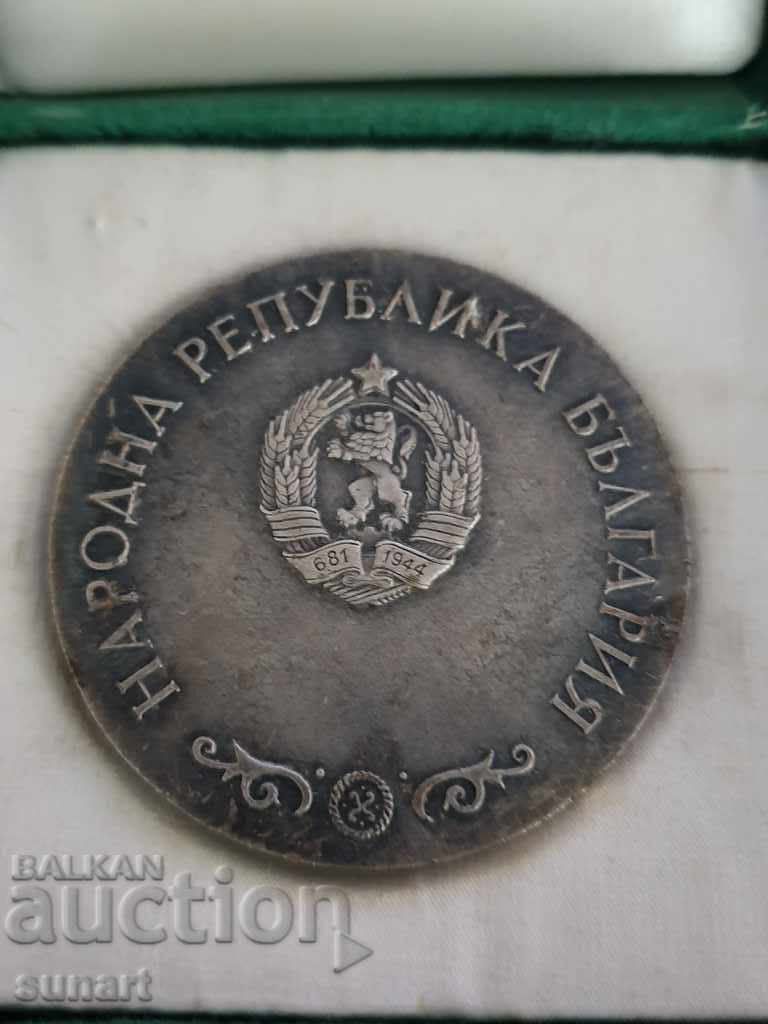 НАРОДНА РЕПУБЛИКА БЪЛГАРИЯ
681 1944
BALKAN
auction
sunart